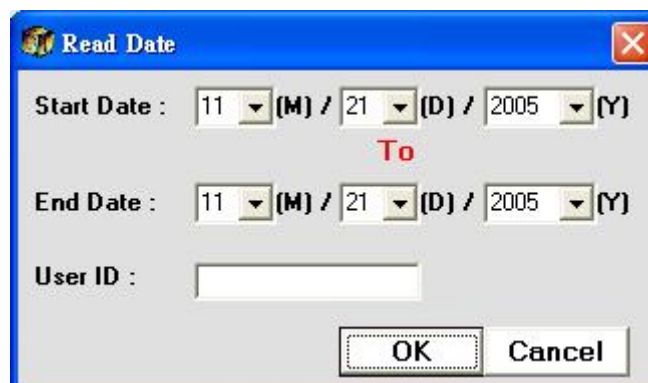 Read Date
Start Date : 11 (M) / 21 (D) / 2005 (Y)
To
End Date : 11 (M) / 21 (D) / 2005 (Y)
User ID :
OK Cancel